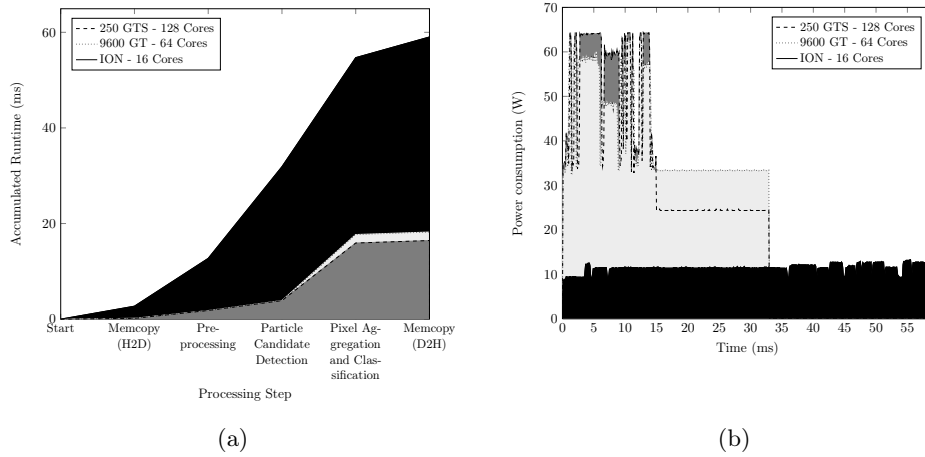 250 GTS - 128 Cores
9600 GT - 64 Cores
ION - 16 Cores
60
40
20
0
Accumulated Runtime (ms)
Start
Memcopy
(H2D)
Pre-
processing
Particle
Candidate
Detection
Pixel Ag-
gregation
and Clas-
sification
Memcopy
(D2H)
Processing Step
(a)
250 GTS - 128 Cores
9600 GT - 64 Cores
ION - 16 Cores
70
60
50
40
30
20
10
0
Power consumption (W)
0 5 10 15 20 25 30 35 40 45 50 55
Time (ms)
(b)